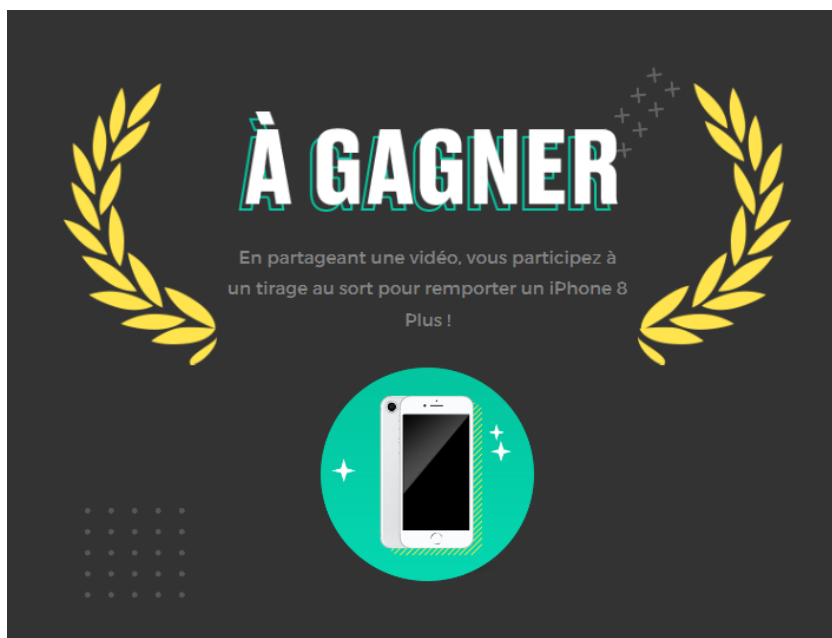 À GAGNER
En partageant une vidéo, vous participez à
un tirage au sort pour remporter un iPhone 8
Plus !